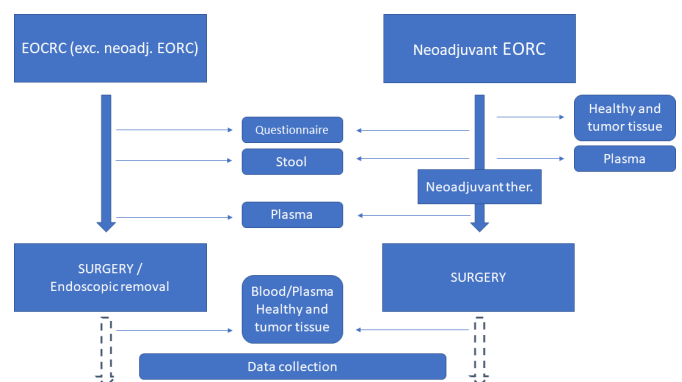 EOCRC (exc. neoadj. EORC)
Neoadjuvant EORC
Healthy and
tumor tissue
Questionnaire
Stool
Plasma
Neoadjuvant ther.
Plasma
SURGERY /
Endoscopic removal
SURGERY
Blood/Plasma
Healthy and
tumor tissue
Data collection